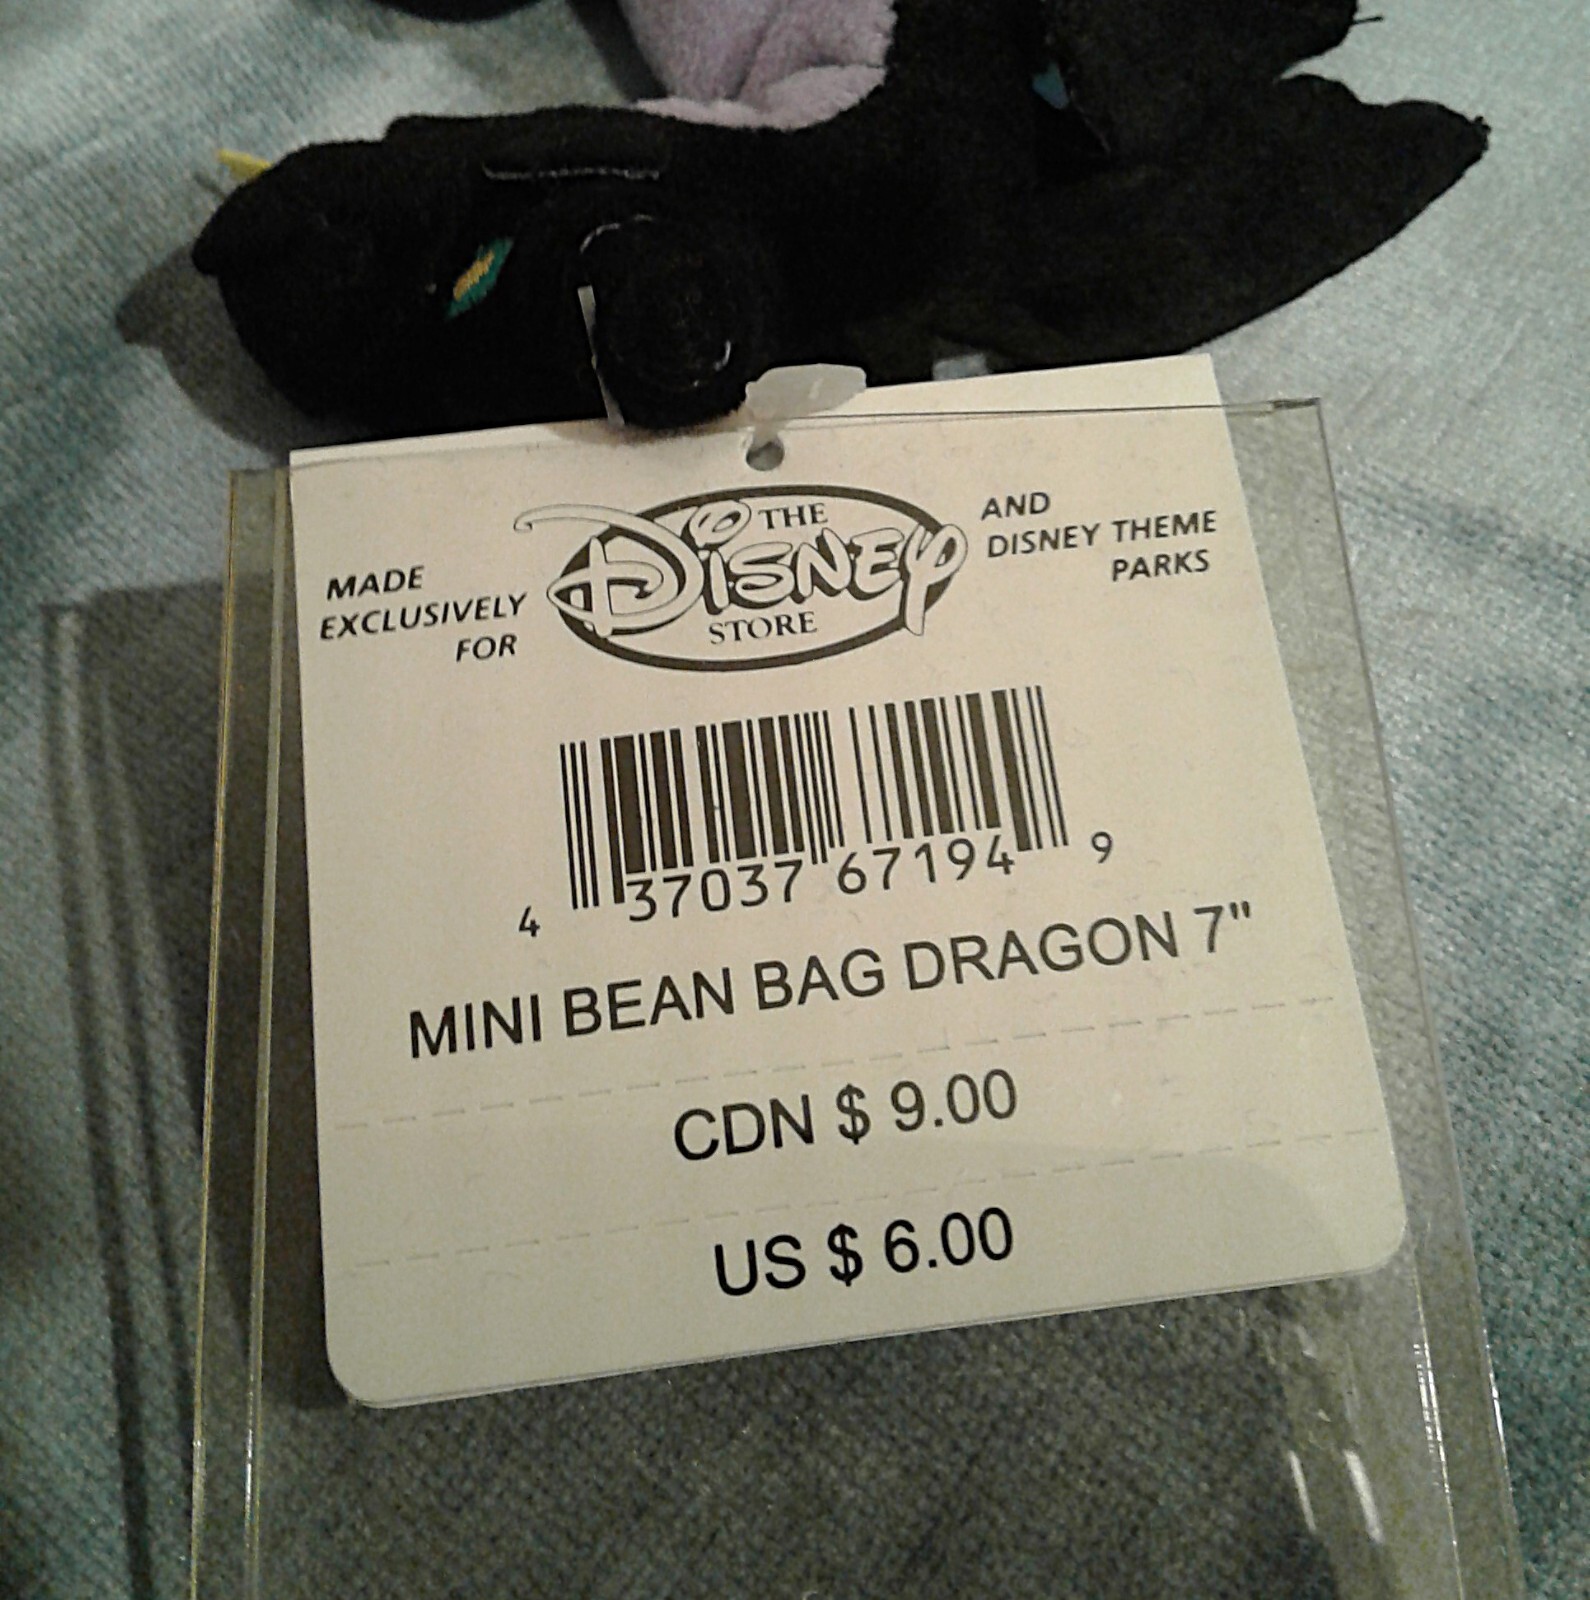 MADE
EXCLUSIVELY
FOR
THE
DISNEY
STORE
AND
DISNEY THEME
PARKS
4 37037 67194 9
MINI BEAN BAG DRAGON 7"
CDN $ 9.00
US $ 6.00